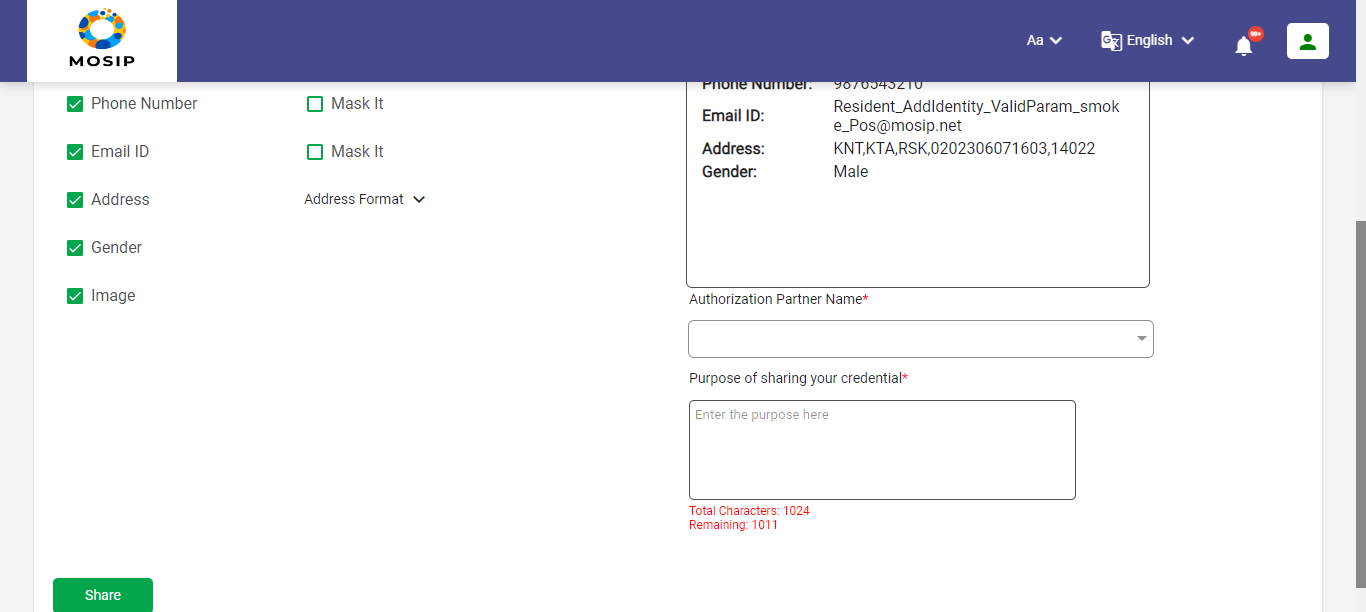 MOSIP
Aa
English
99+
Phone Number
Mask It
Email ID
Mask It
Address
Address Format
Gender
Image
Phone Number: 9876543210
Email ID: Resident_AddIdentity_ValidParam_smok
e_Pos@mosip.net
Address: KNT,KTA,RSK,0202306071603,14022
Gender: Male
Authorization Partner Name*
Purpose of sharing your credential*
Enter the purpose here
Total Characters: 1024
Remaining: 1011
Share